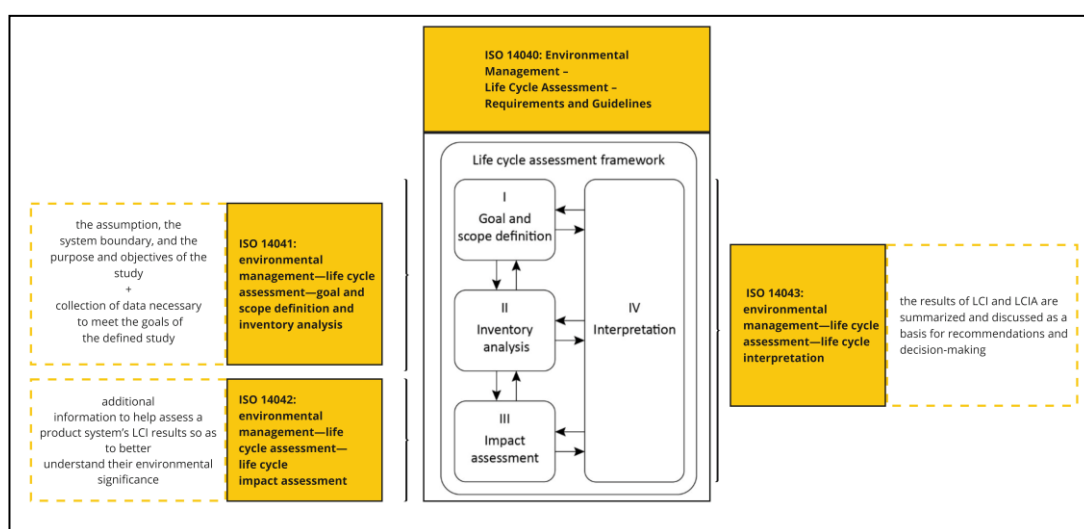 ISO 14040: Environmental
Management –
Life Cycle Assessment –
Requirements and Guidelines
Life cycle assessment framework
the assumption, the
system boundary, and the
purpose and objectives of the
study
+
collection of data necessary
to meet the goals of
the defined study
ISO 14041:
environmental
management—life cycle
assessment—goal and
scope definition and
inventory analysis
additional
information to help assess a
product system's LCI results so as
to better
understand their environmental
significance
ISO 14042:
environmental
management—life
cycle assessment—
life cycle
impact assessment
I
Goal and
scope definition
II
Inventory
analysis
III
Impact
assessment
IV
Interpretation
ISO 14043:
environmental
management—life cycle
assessment—life cycle
interpretation
the results of LCI and LCIA are
summarized and discussed as a
basis for recommendations and
decision-making